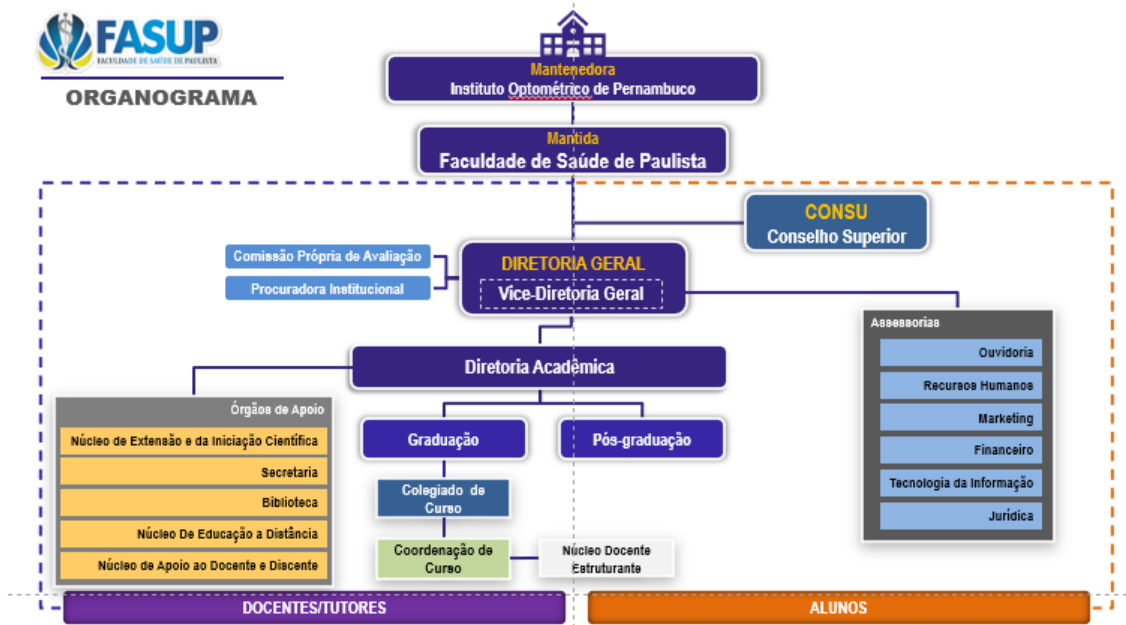 FASUP
FACULDADE DE SAÚDE DE PAULISTA
ORGANOGRAMA
Mantenedora
Instituto Optométrico de Pernambuco
Mantida
Faculdade de Saúde de Paulista
CONSU
Conselho Superior
Comissão Própria de Avaliação
Procuradora Institucional
DIRETORIA GERAL
Vice-Diretoria Geral
Assessorias
Ouvidoria
Recursos Humanos
Marketing
Financeiro
Tecnologia da Informação
Jurídica
Diretoria Acadêmica
Órgãos de Apoio
Núcleo de Extensão e da Iniciação Científica
Secretaria
Biblioteca
Núcleo De Educação a Distância
Núcleo de Apoio ao Docente e Discente
Graduação
Pós-graduação
Colegiado de
Curso
Coordenação de
Curso
Núcleo Docente
Estruturante
DOCENTES/TUTORES
ALUNOS